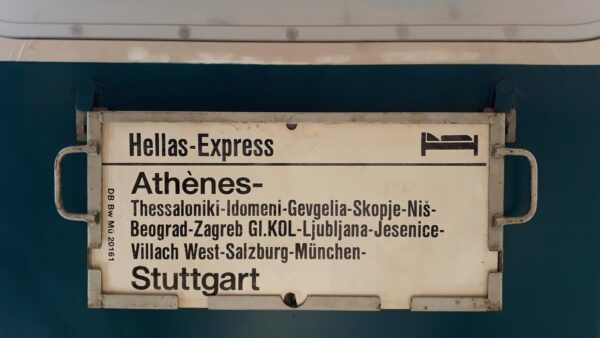 Hellas-Express
Athènes-
Thessaloniki-Idomeni-Gevgelia-Skopje-Niš-
Beograd-Zagreb Gl.KOL-Ljubljana-Jesenice-
Villach West-Salzburg-München-
Stuttgart
DB Bw Mü 20161